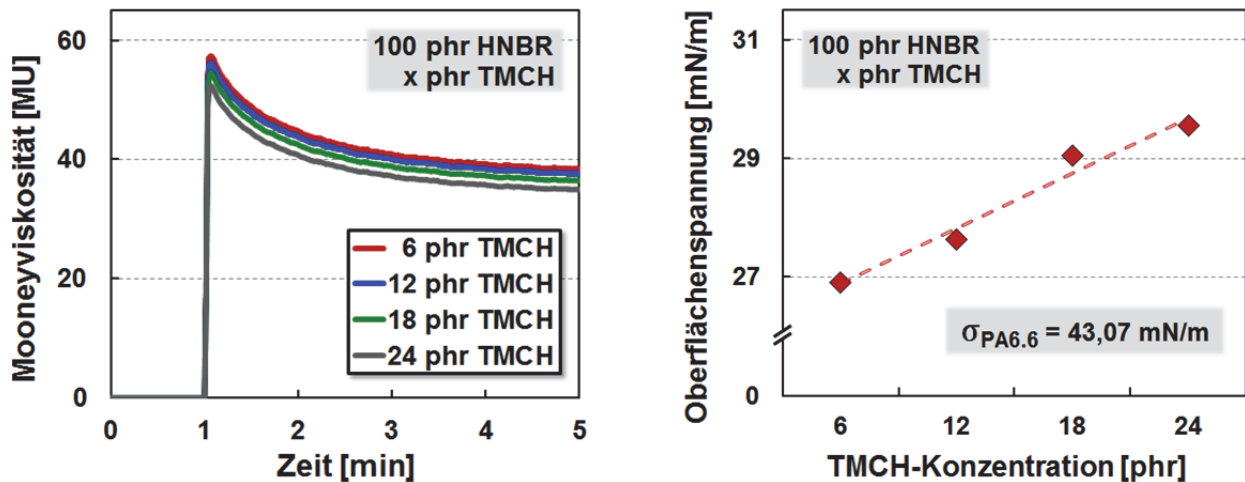 Mooneyviskosität [MU]
60
40
20
0
100 phr HNBR
x phr TMCH
6 phr TMCH
12 phr TMCH
18 phr TMCH
24 phr TMCH
0 1 2 3 4 5
Zeit [min]
Oberflächenspannung [mN/m]
31
29
27
0
100 phr HNBR
x phr TMCH
σPA6.6 = 43,07 mN/m
6 12 18 24
TMCH-Konzentration [phr]